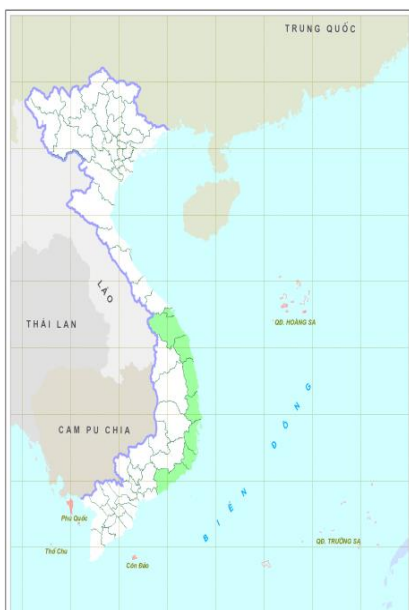 TRUNG QUỐC
LÀO
THÁI LAN
QĐ. HOÀNG SA
CAM PU CHIA
BIỂN ĐÔNG
Phú Quốc
Thổ Chu
Côn Đảo
QĐ. TRƯỜNG SA